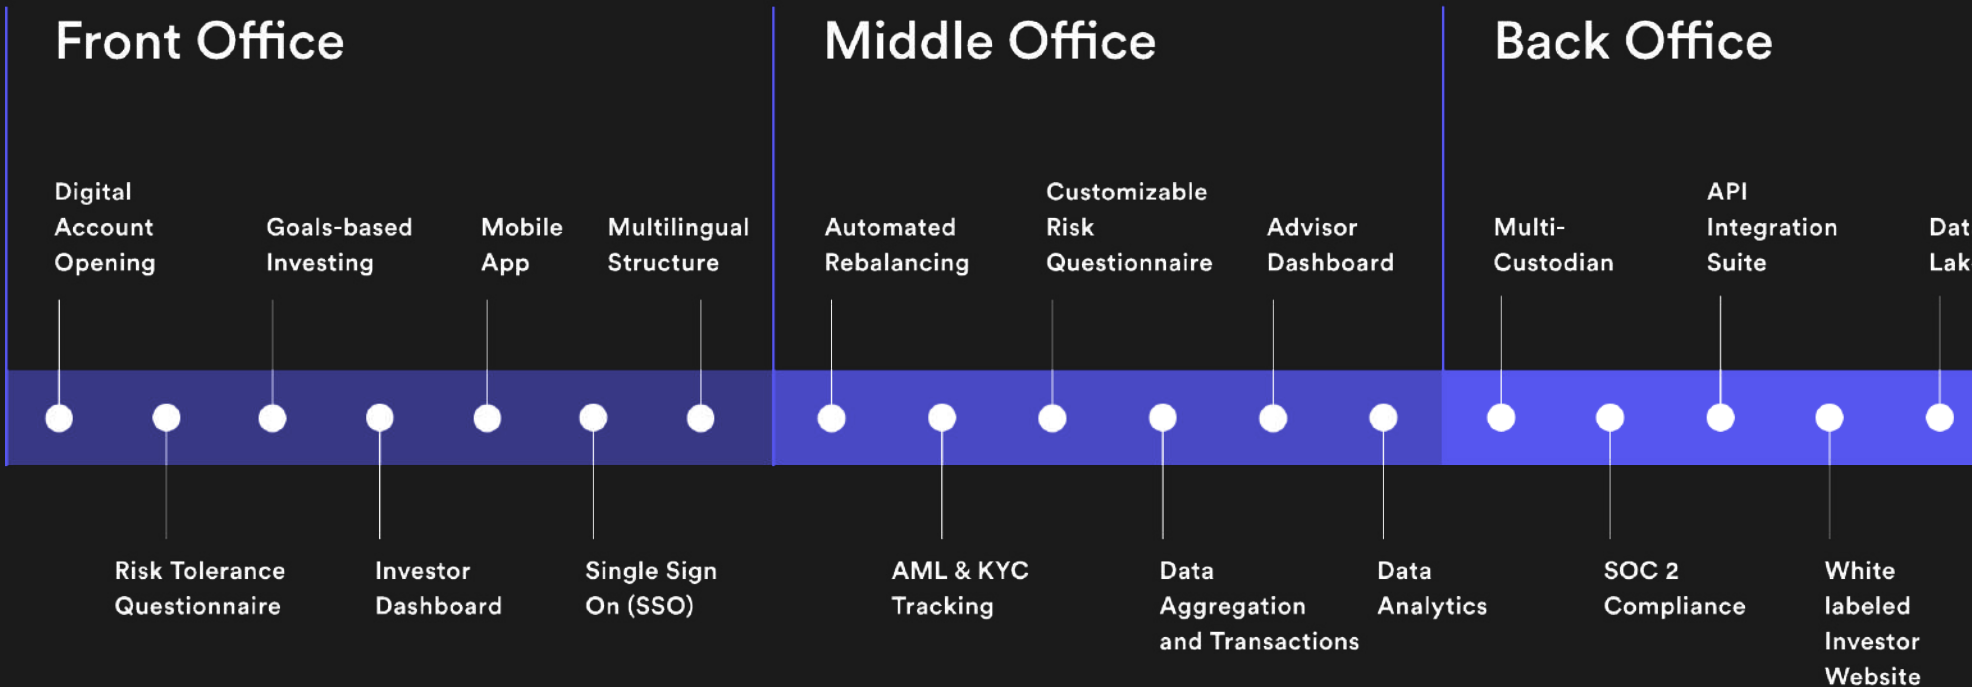 Front Office
Middle Office
Back Office
Digital
Account
Opening
Goals-based
Investing
Mobile
App
Multilingual
Structure
Automated
Rebalancing
Customizable
Risk
Questionnaire
Advisor
Dashboard
Multi-
Custodian
API
Integration
Suite
Risk Tolerance
Questionnaire
Investor
Dashboard
Single Sign
On (SSO)
AML & KYC
Tracking
Data
Aggregation
and Transactions
Data
Analytics
SOC 2
Compliance
White
labeled
Investor
Website